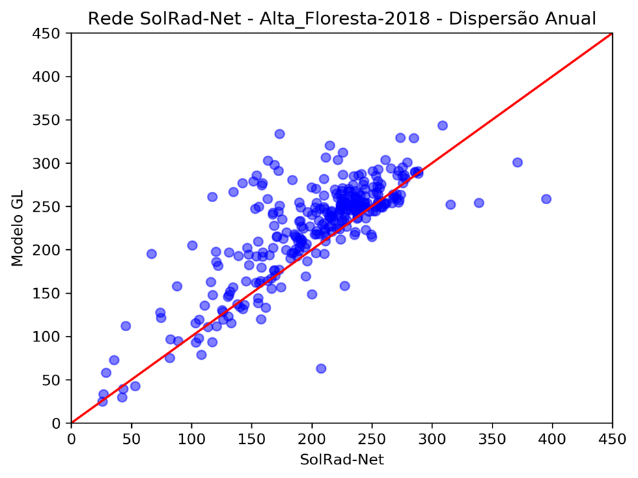 Rede SolRad-Net - Alta_Floresta-2018 - Dispersão Anual
450
400
350
300
250
200
150
100
50
0
Modelo GL
0 50 100 150 200 250 300 350 400 450
SolRad-Net